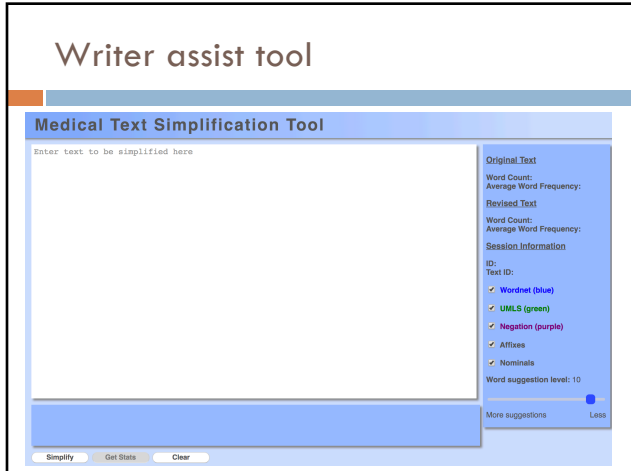 Writer assist tool
Medical Text Simplification Tool
Enter text to be simplified here
Original Text
Word Count:
Average Word Frequency:
Revised Text
Word Count:
Average Word Frequency:
Session Information
ID:
Text ID:
Wordnet (blue)
UMLS (green)
Negation (purple)
Affixes
Nominals
Word suggestion level: 10
More suggestions Less
Simplify Get Stats Clear